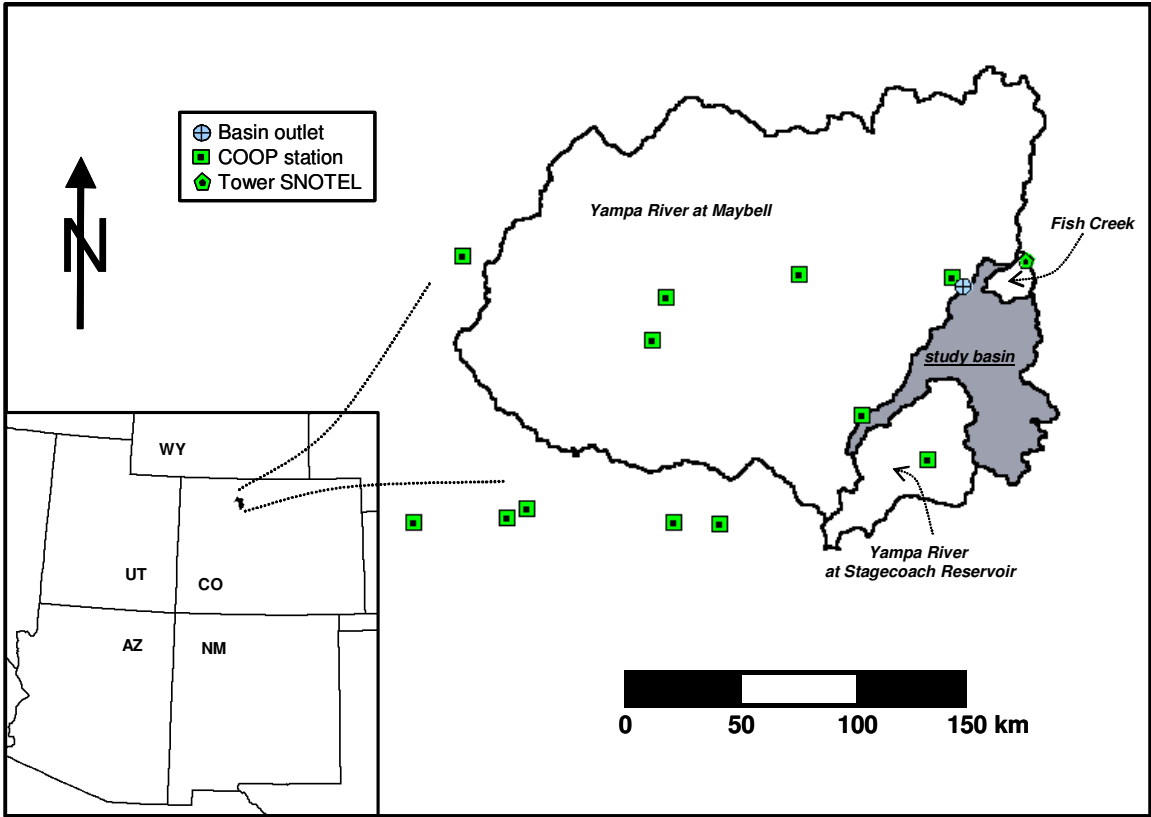 Basin outlet
COOP station
Tower SNOTEL
N
Yampa River at Maybell
Fish Creek
study basin
Yampa River
at Stagecoach Reservoir
WY
UT
CO
AZ
NM
0 50 100 150 km